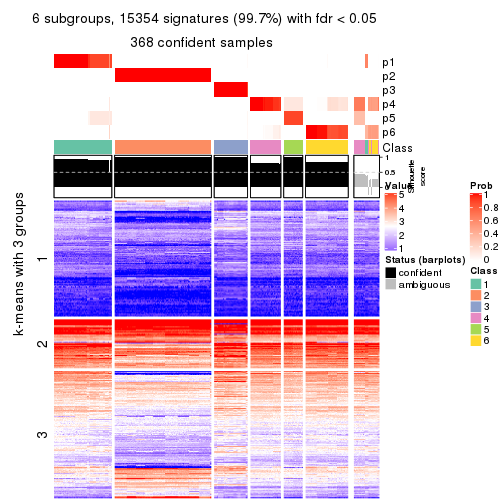 6 subgroups, 15354 signatures (99.7%) with fdr < 0.05
368 confident samples
p1
p2
p3
p4
p5
p6
Class
1
0.5
0
Silhouette
score
k-means with 3 groups
1
2
3
Value
5
4
3
2
1
Status (barplots)
confident
ambiguous
Prob
1
0.8
0.6
0.4
0.2
0
Class
1
2
3
4
5
6